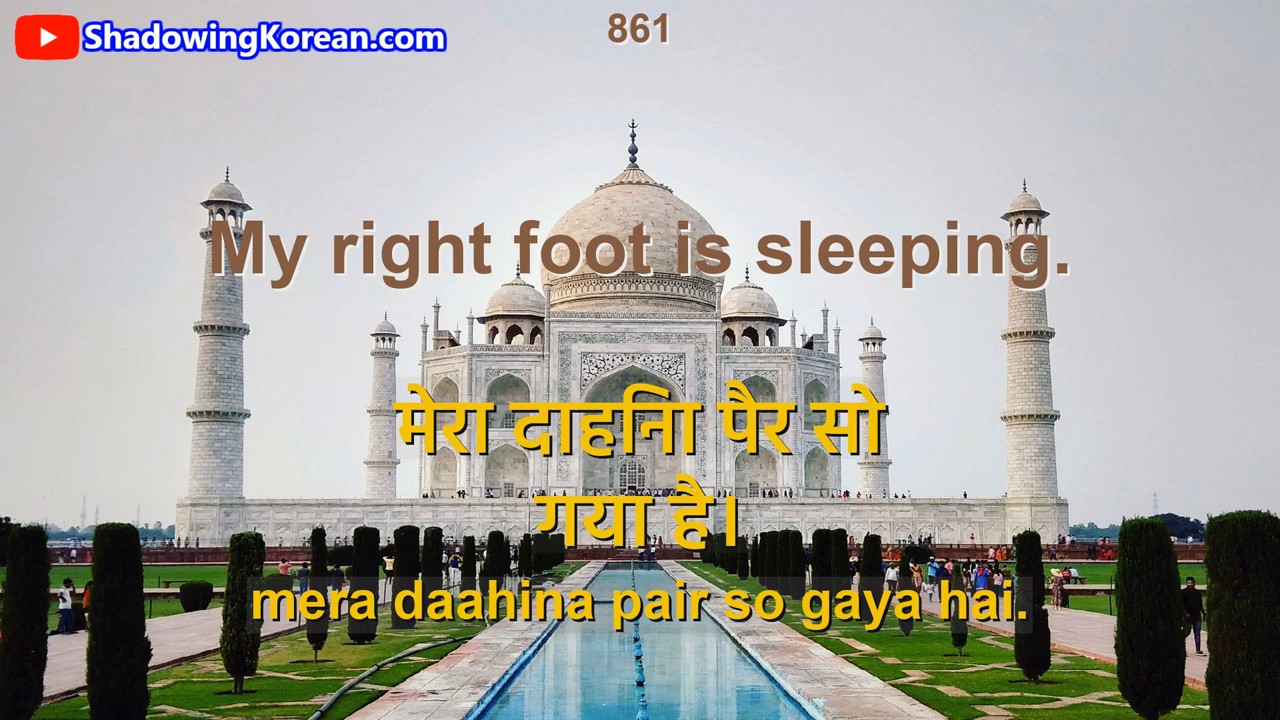 ShadowingKorean.com
861
My right foot is sleeping.
मेरा दाहिना पैर सो
गया है।
mera daahina pair so gaya hai.